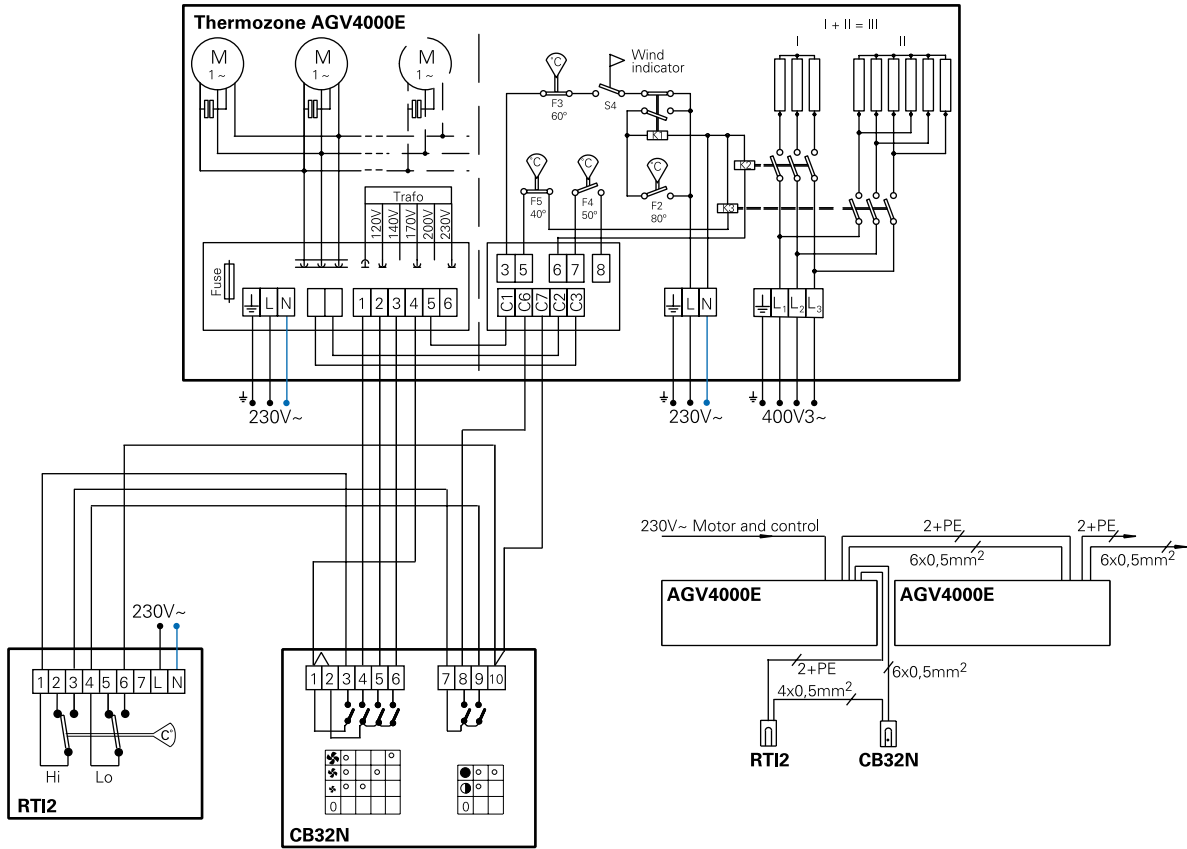 Thermozone AGV4000E
I + II = III
I
II
M
1 ~
M
1 ~
M
1 ~
°C
F3
60°
S4
Wind
indicator
K1
K2
K3
°C
F5
40°
°C
F4
50°
°C
F2
80°
Trafo
120V
140V
170V
200V
230V
Fuse
L N
1 2 3 4 5 6
3 5 6 7 8
C1 C6 C7 C2 C3
L N
L1 L2 L3
230V~
230V~
400V3~
230V~
1 2 3 4 5 6 7 L N
C°
Hi
Lo
RTI2
1 2 3 4 5 6
7 8 9 10
0
0
CB32N
230V~ Motor and control
2+PE
2+PE
6x0,5mm²
6x0,5mm²
AGV4000E
AGV4000E
2+PE
6x0,5mm²
4x0,5mm²
RTI2
CB32N